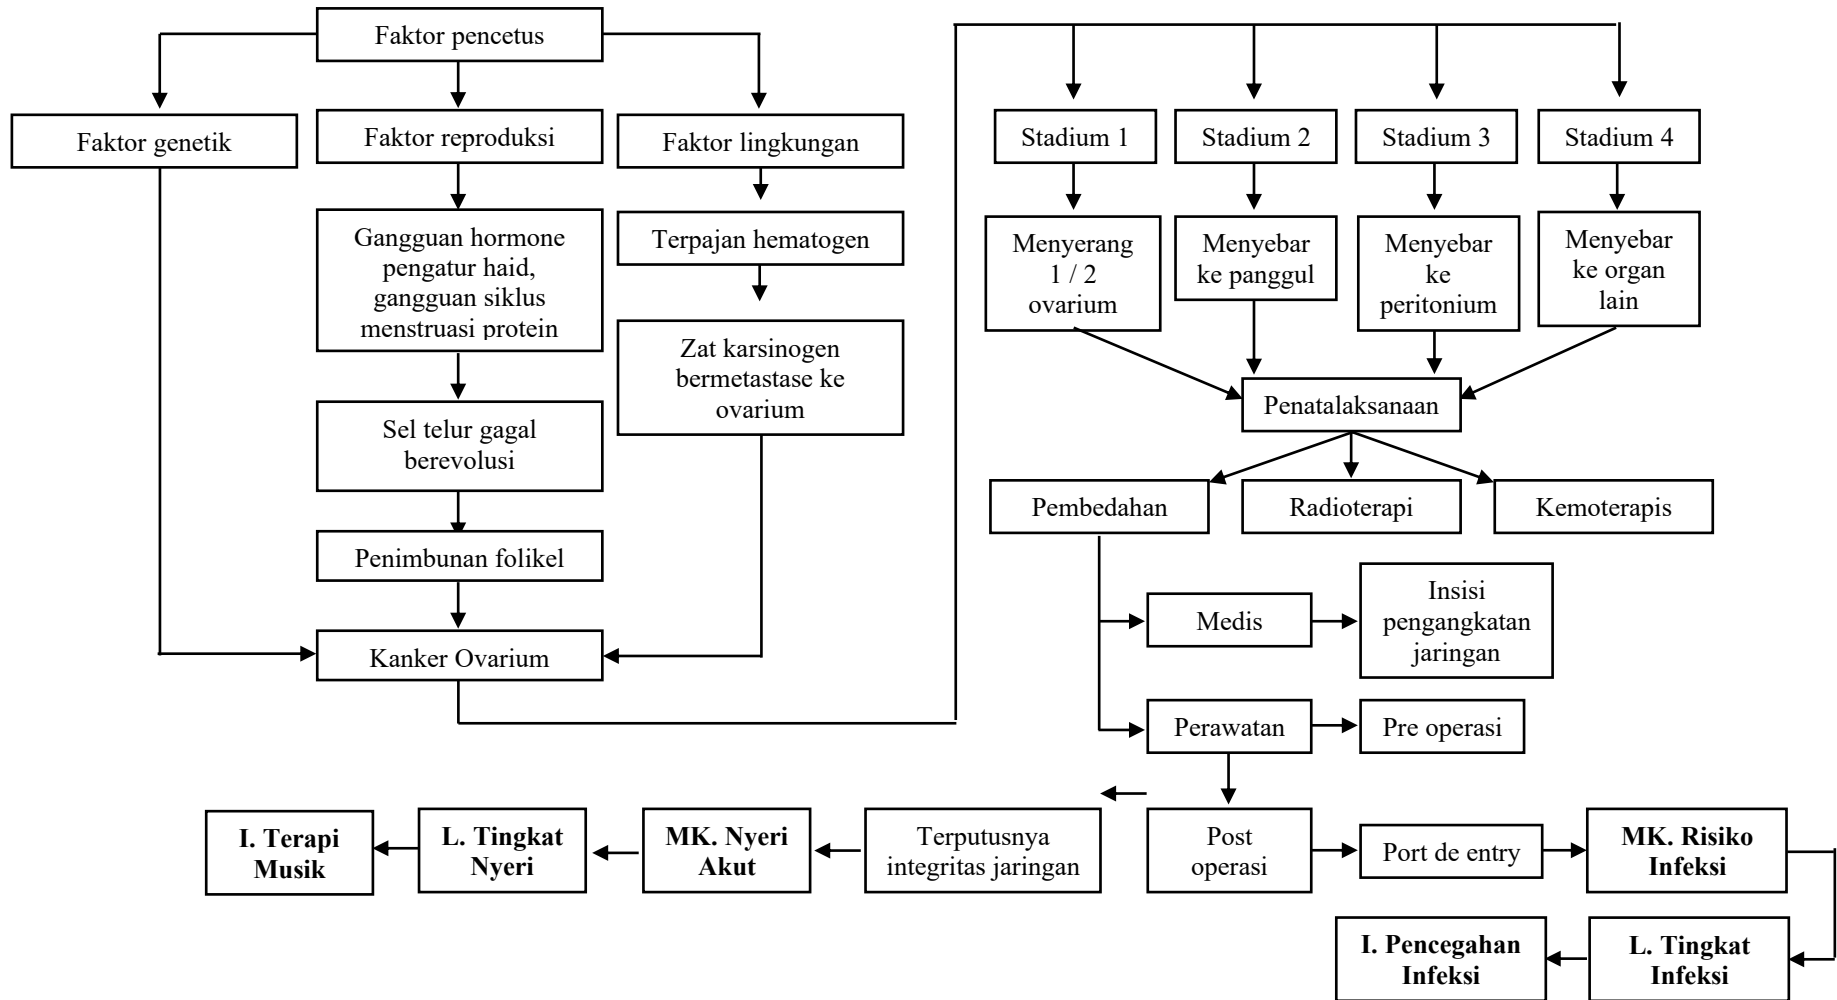 Faktor pencetus
Faktor genetik
Faktor reproduksi
Faktor lingkungan
Gangguan hormone
pengatur haid,
gangguan siklus
menstruasi protein
Terpajan hematogen
Zat karsinogen
bermetastase ke
ovarium
Sel telur gagal
berevolusi
Penimbunan folikel
Kanker Ovarium
Stadium 1
Stadium 2
Stadium 3
Stadium 4
Menyerang
1 / 2
ovarium
Menyebar
ke panggul
Menyebar
ke
peritonium
Menyebar
ke organ
lain
Penatalaksanaan
Pembedahan
Radioterapi
Kemoterapis
Medis
Insisi
pengangkatan
jaringan
Perawatan
Pre operasi
Post
operasi
Terputusnya
integritas jaringan
MK. Nyeri
Akut
L. Tingkat
Nyeri
I. Terapi
Musik
Port de entry
MK. Risiko
Infeksi
L. Tingkat
Infeksi
I. Pencegahan
Infeksi